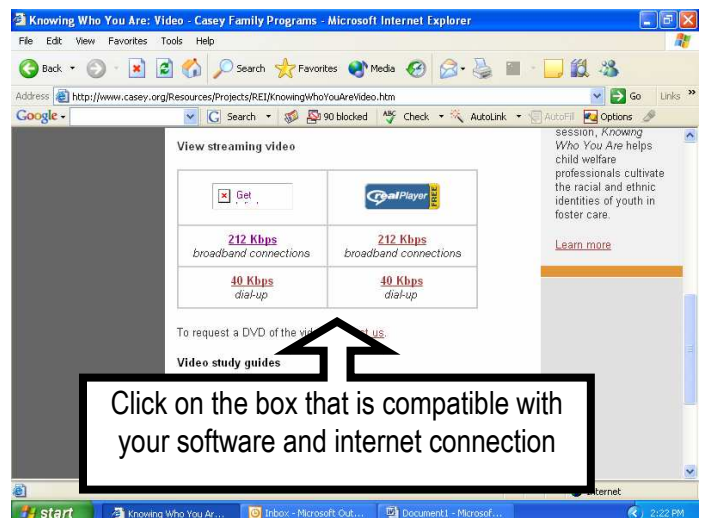 Knowing Who You Are: Video - Casey Family Programs - Microsoft Internet Explorer
File Edit View Favorites Tools Help
Back Search Favorites Media
Address http://www.casey.org/Resources/Projects/REI/KnowingWhoYouAreVideo.htm Go Links »
Google - G Search 90 blocked ABC Check AutoLink AutoFill Options
View streaming video
Get
realPlayer FREE
212 Kbps
broadband connections
212 Kbps
broadband connections
40 Kbps
dial-up
40 Kbps
dial-up
To request a DVD of the us.
Video study guides
session, Knowing
Who You Are helps
child welfare
professionals cultivate
the racial and ethnic
identities of youth in
foster care.
Learn more
Click on the box that is compatible with
your software and internet connection
start Knowing Who You Ar... Inbox - Microsoft Out... Document1 - Microsof... 2:22 PM